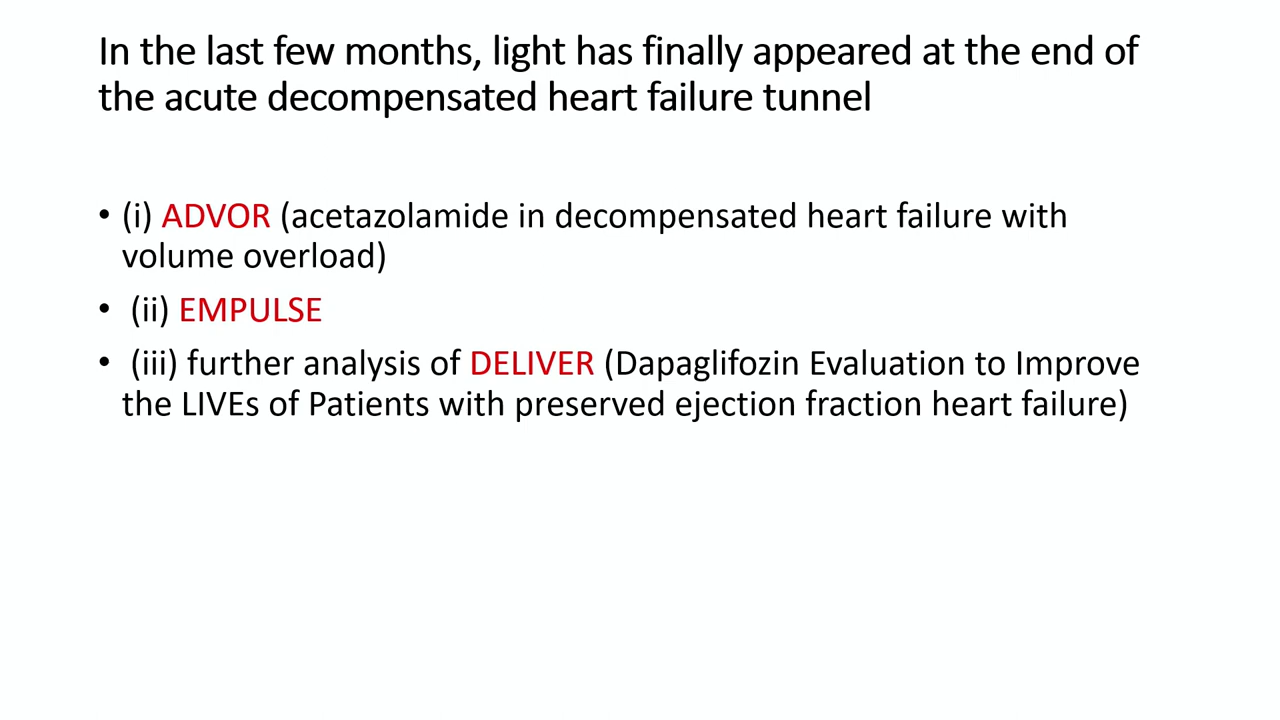 In the last few months, light has finally appeared at the end of
the acute decompensated heart failure tunnel
• (i) ADVOR (acetazolamide in decompensated heart failure with
volume overload)
• (ii) EMPULSE
• (iii) further analysis of DELIVER (Dapaglifozin Evaluation to Improve
the LIVEs of Patients with preserved ejection fraction heart failure)